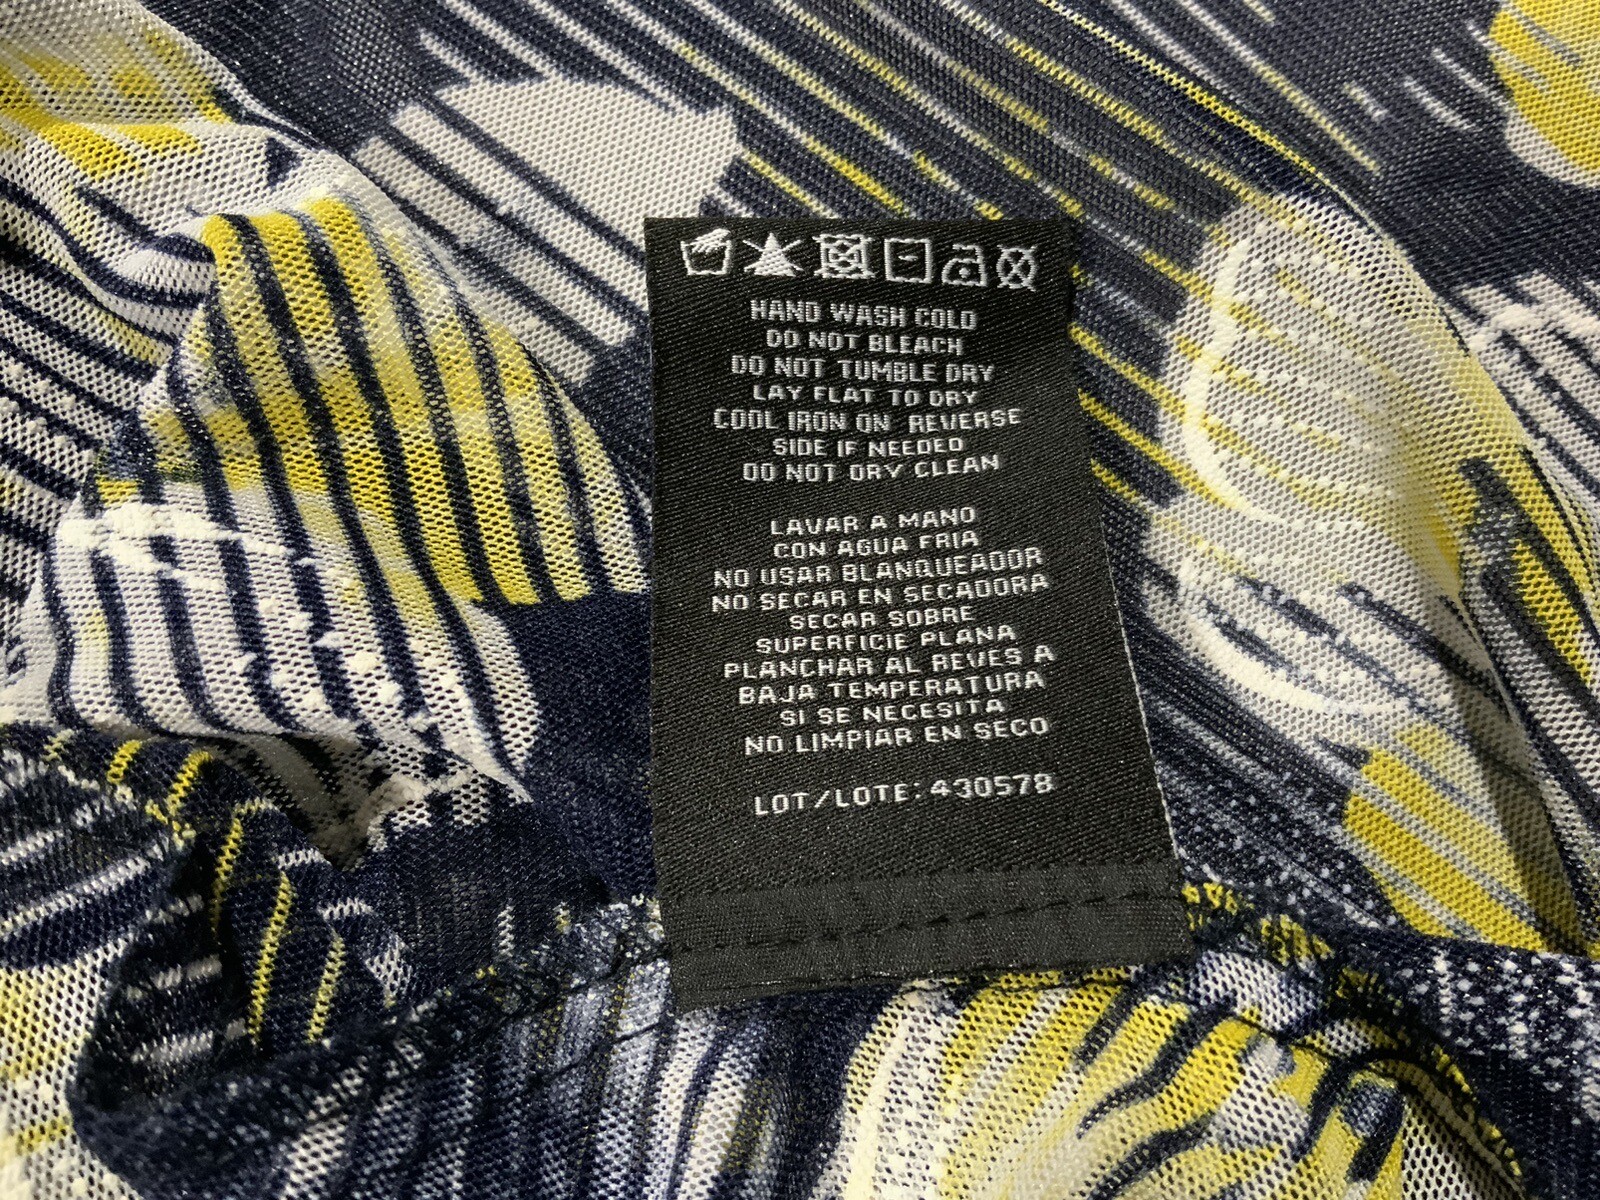 HAND WASH COLD
DO NOT BLEACH
DO NOT TUMBLE DRY
LAY FLAT TO DRY
COOL IRON ON REVERSE
SIDE IF NEEDED
DO NOT DRY CLEAN
LAVAR A MANO
CON AGUA FRIA
NO USAR BLANQUEADOR
NO SECAR EN SECADORA
SECAR SOBRE
SUPERFICIE PLANA
PLANCHAR AL REVES A
BAJA TEMPERATURA
SI SE NECESITA
NO LIMPIAR EN SECO
LOT/LOTE:430578